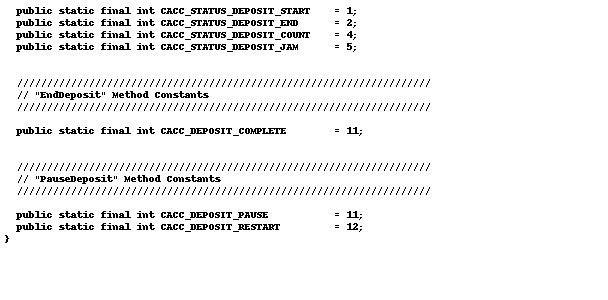 public static final int CACC_STATUS_DEPOSIT_START    = 1;
public static final int CACC_STATUS_DEPOSIT_END      = 2;
public static final int CACC_STATUS_DEPOSIT_COUNT    = 4;
public static final int CACC_STATUS_DEPOSIT_JAM      = 5;
/////////////////////////////////////////////////////////////////////
// "EndDeposit" Method Constants
/////////////////////////////////////////////////////////////////////
public static final int CACC_DEPOSIT_COMPLETE        = 11;
/////////////////////////////////////////////////////////////////////
// "PauseDeposit" Method Constants
/////////////////////////////////////////////////////////////////////
public static final int CACC_DEPOSIT_PAUSE           = 11;
public static final int CACC_DEPOSIT_RESTART         = 12;
}